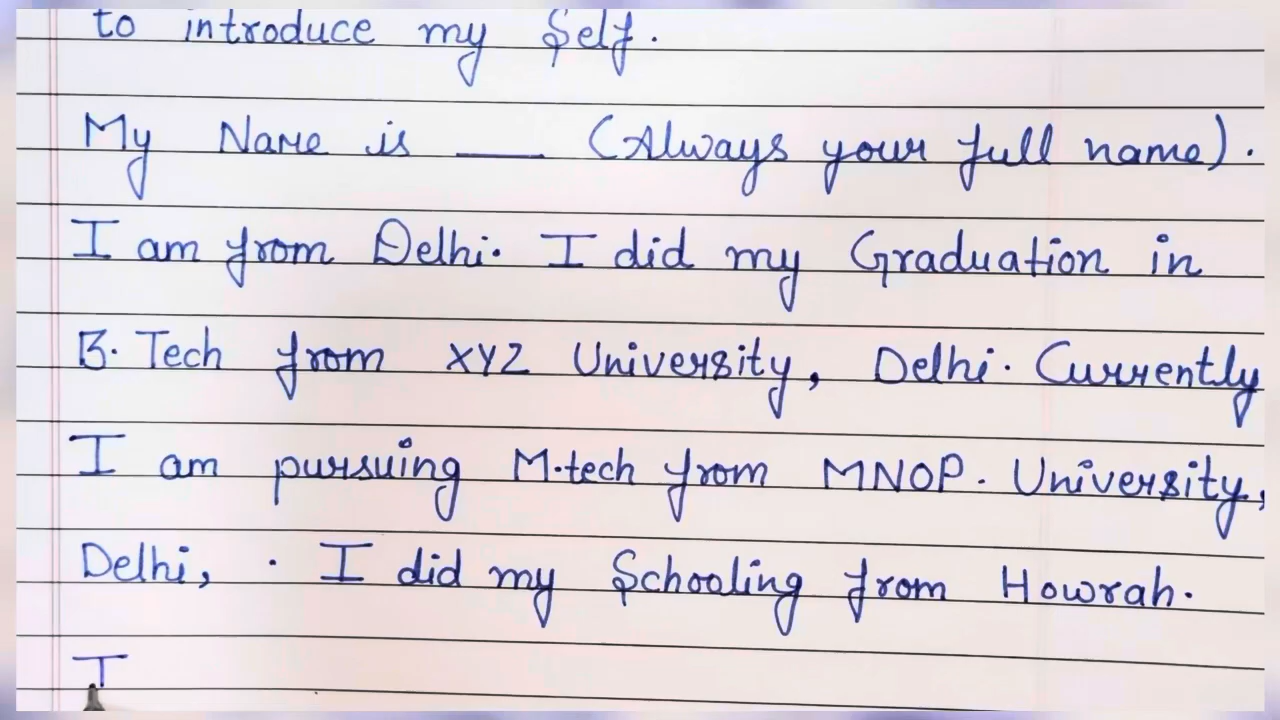 to introduce my Self.
My Name is ___ (Always your full name).
I am from Delhi. I did my Graduation in
B. Tech from XYZ University, Delhi. Currently
I am pursuing M.tech from MNOP. University,
Delhi, . I did my Schooling from Howrah.
I